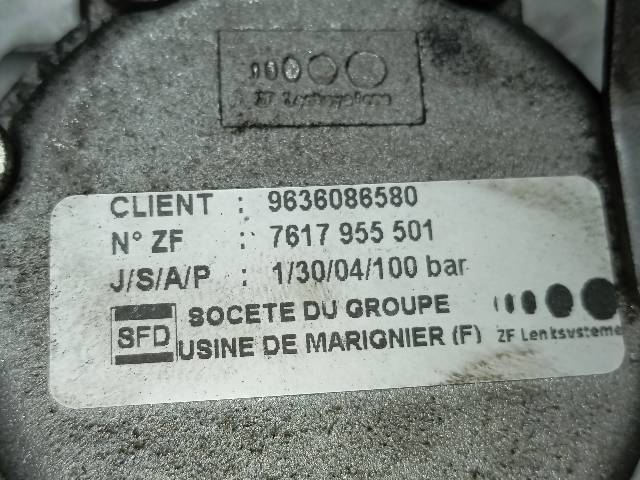 ZF Lenksysteme
CLIENT : 9636086580
N° ZF : 7617 955 501
J/S/A/P : 1/30/04/100 bar
SFD
SOCETE DU GROUPE
USINE DE MARIGNIER (F)
ZF Lenksysteme